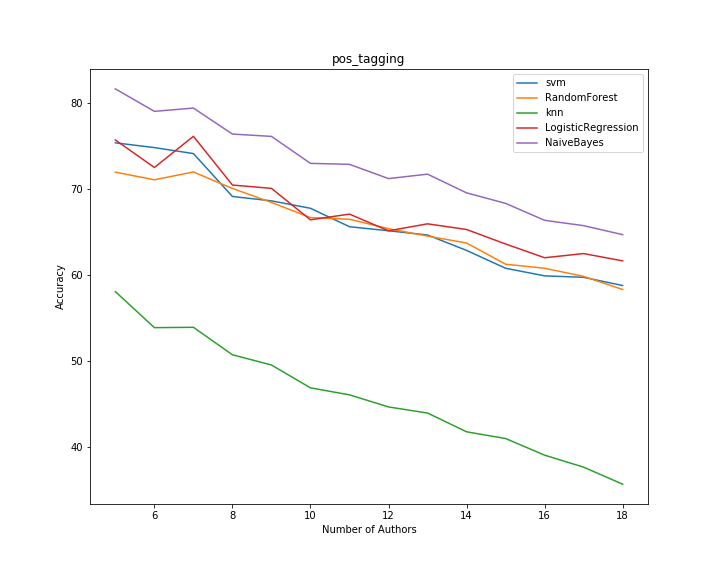 pos_tagging
svm
RandomForest
knn
LogisticRegression
NaiveBayes
80
70
60
50
40
Accuracy
6 8 10 12 14 16 18
Number of Authors